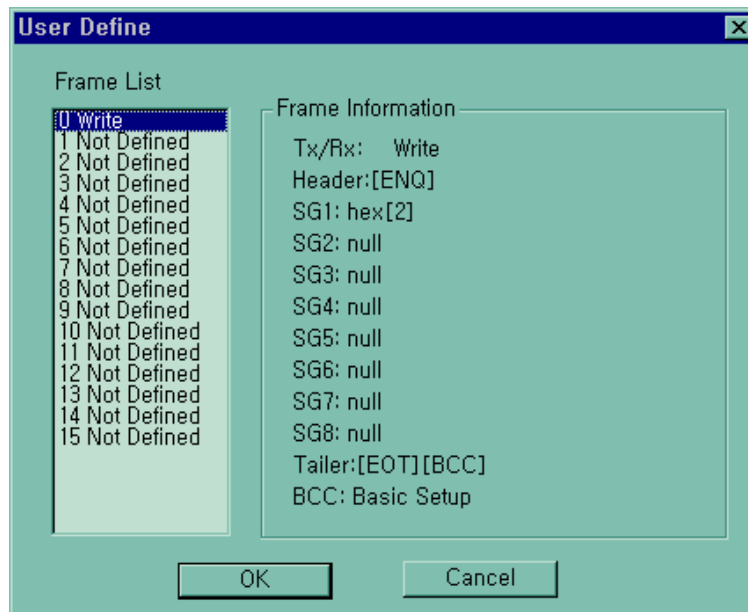 User Define
Frame List
0 Write
1 Not Defined
2 Not Defined
3 Not Defined
4 Not Defined
5 Not Defined
6 Not Defined
7 Not Defined
8 Not Defined
9 Not Defined
10 Not Defined
11 Not Defined
12 Not Defined
13 Not Defined
14 Not Defined
15 Not Defined
Frame Information
Tx/Rx: Write
Header:[ENQ]
SG1: hex[2]
SG2: null
SG3: null
SG4: null
SG5: null
SG6: null
SG7: null
SG8: null
Tailer:[EOT][BCC]
BCC: Basic Setup
OK
Cancel